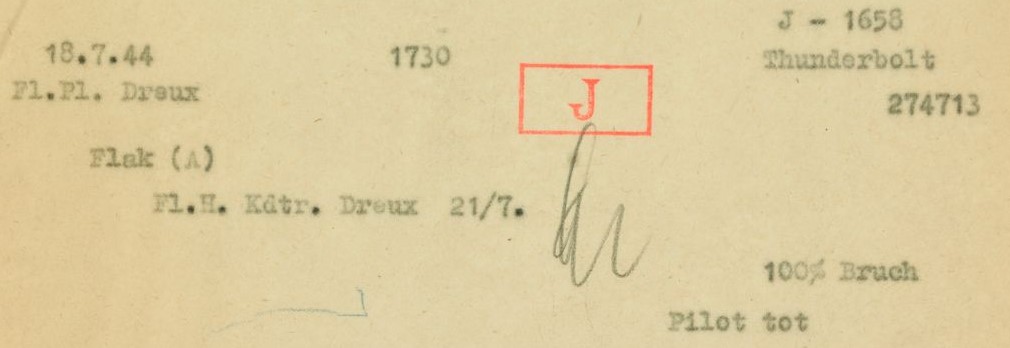 J - 1658
18.7.44 1730 Thunderbolt
Fl.Pl. Dreux J 274713
Flak (A)
Fl.H. Kdtr. Dreux 21/7.
100% Bruch
Pilot tot